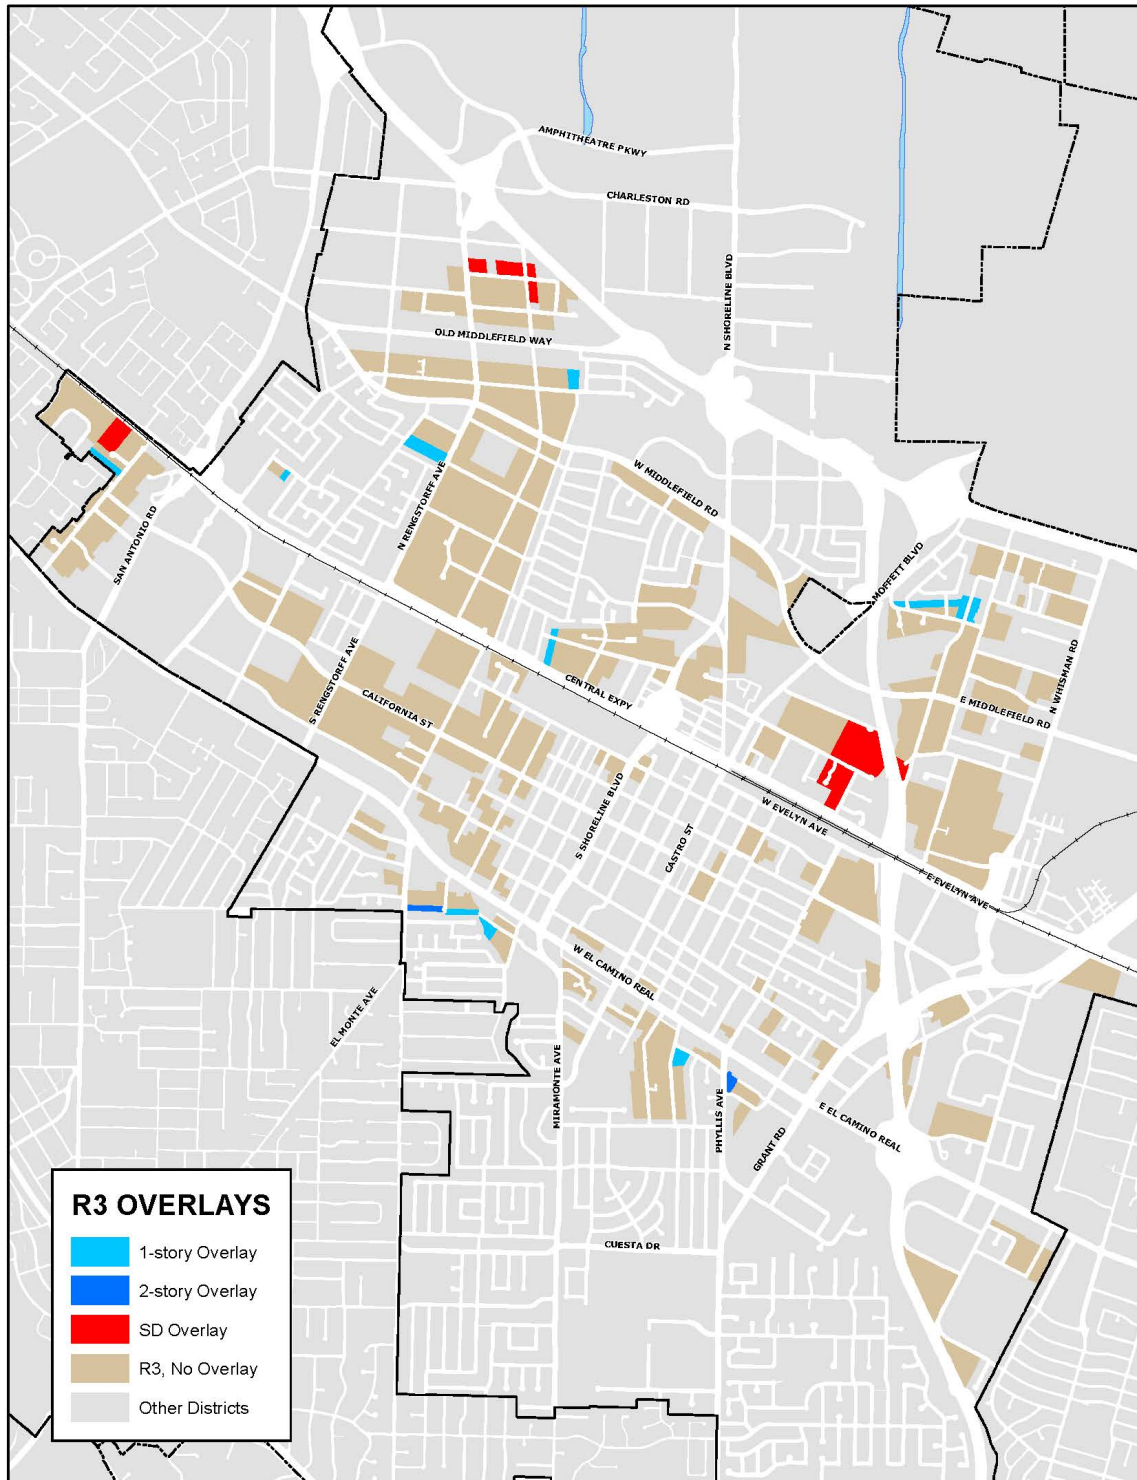 AMPHITHEATRE PKWY
CHARLESTON RD
N SHORELINE BLVD
OLD MIDDLEFIELD WAY
W MIDDLEFIELD RD
N RENGSTORFF AVE
SAN ANTONIO RD
MOFFETT BLVD
N WHISMAN RD
E MIDDLEFIELD RD
CENTRAL EXPY
S RENGSTORFF AVE
CALIFORNIA ST
S SHORELINE BLVD
CASTRO ST
W EVELYN AVE
E EVELYN AVE
W EL CAMINO REAL
EL MONTE AVE
MIRAMONTE AVE
PHYLLIS AVE
GRANT RD
E EL CAMINO REAL
CUESTA DR
R3 OVERLAYS
1-story Overlay
2-story Overlay
SD Overlay
R3, No Overlay
Other Districts